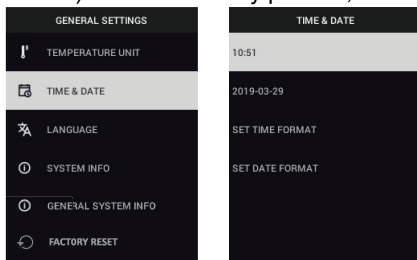 GENERAL SETTINGS
TEMPERATURE UNIT
TIME & DATE
LANGUAGE
SYSTEM INFO
GENERAL SYSTEM INFO
FACTORY RESET
TIME & DATE
10:51
2019-03-29
SET TIME FORMAT
SET DATE FORMAT